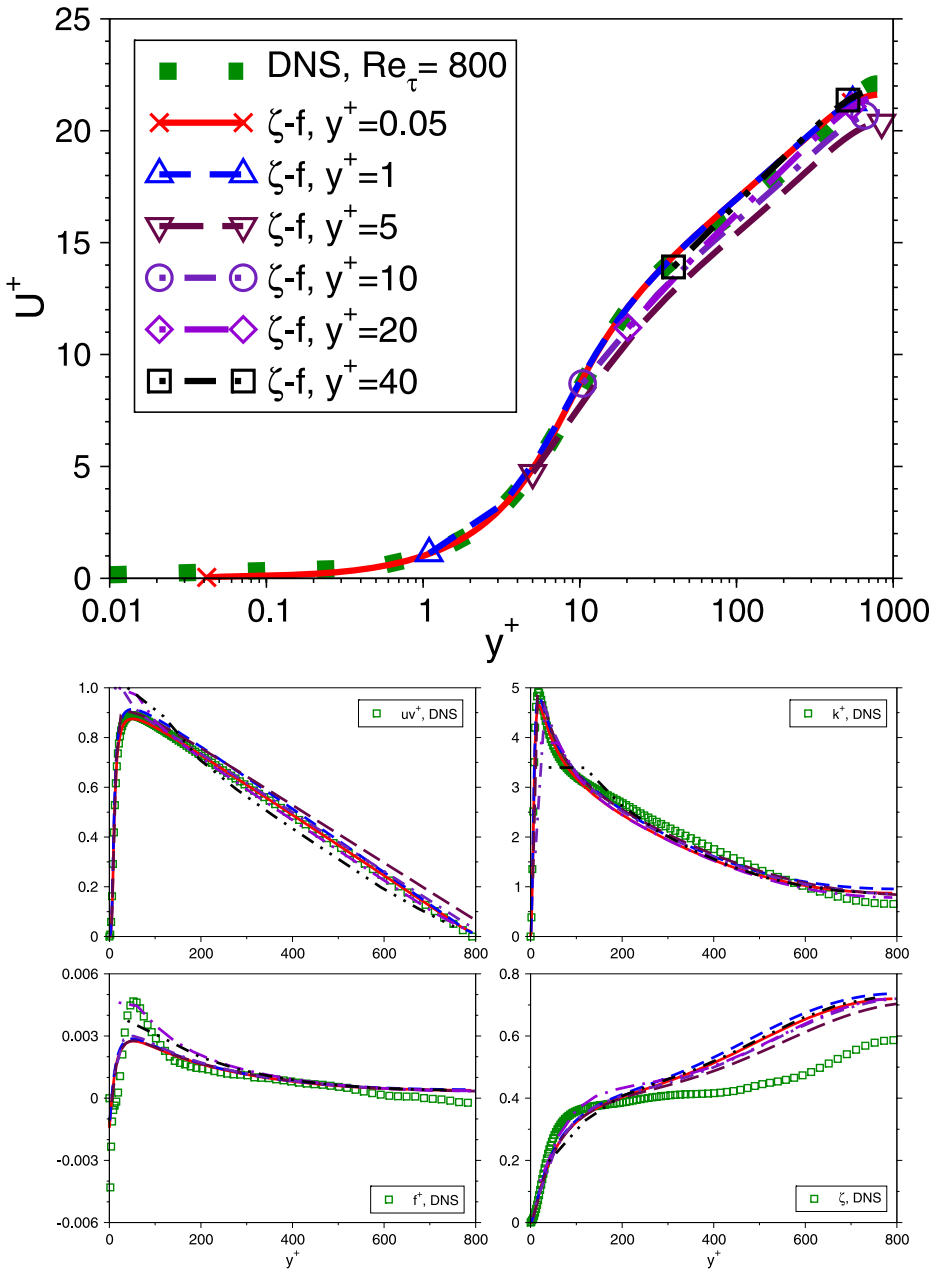 25
20
15
10
5
0
U⁺
DNS, Re_τ= 800
ζ-f, y⁺=0.05
ζ-f, y⁺=1
ζ-f, y⁺=5
ζ-f, y⁺=10
ζ-f, y⁺=20
ζ-f, y⁺=40
0.01 0.1 1 10 100 1000
y⁺
1.0
0.8
0.6
0.4
0.2
0
uv⁺, DNS
0 200 400 600 800
5
4
3
2
1
0
k⁺, DNS
0 200 400 600 800
0.006
0.003
0
-0.003
-0.006
f⁺, DNS
0 200 400 600 800
y⁺
0.8
0.6
0.4
0.2
0
ζ, DNS
0 200 400 600 800
y⁺